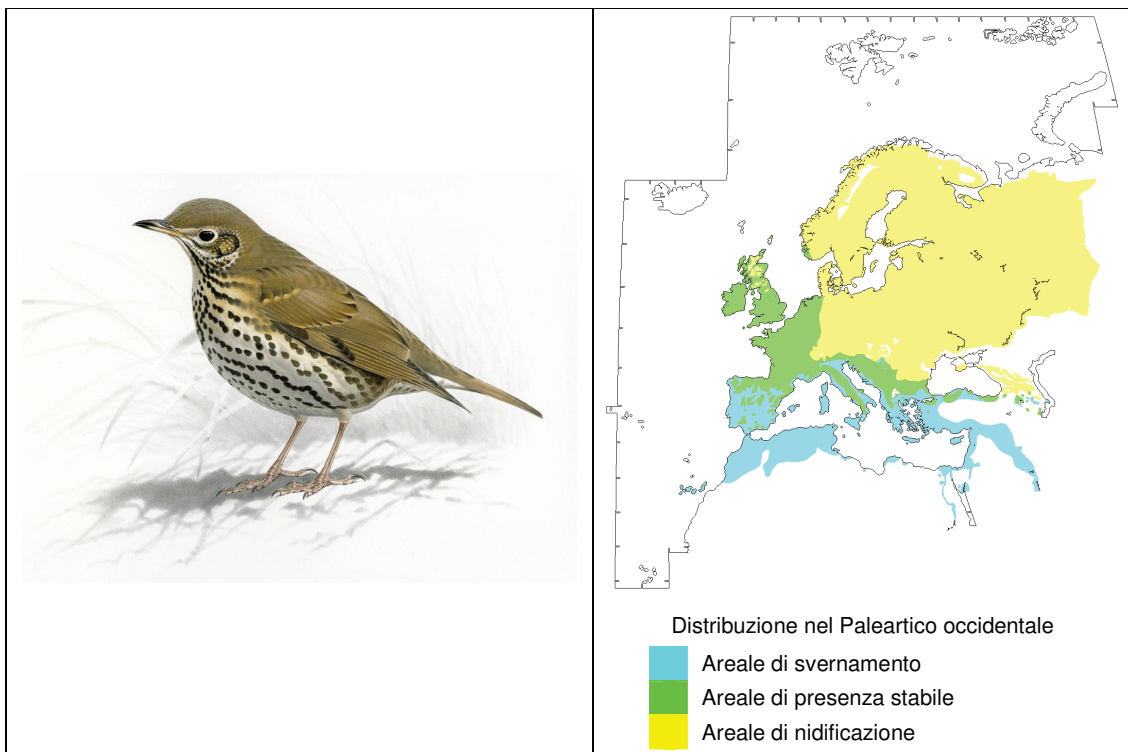 Distribuzione nel Paleartico occidentale
Areale di svernamento
Areale di presenza stabile
Areale di nidificazione